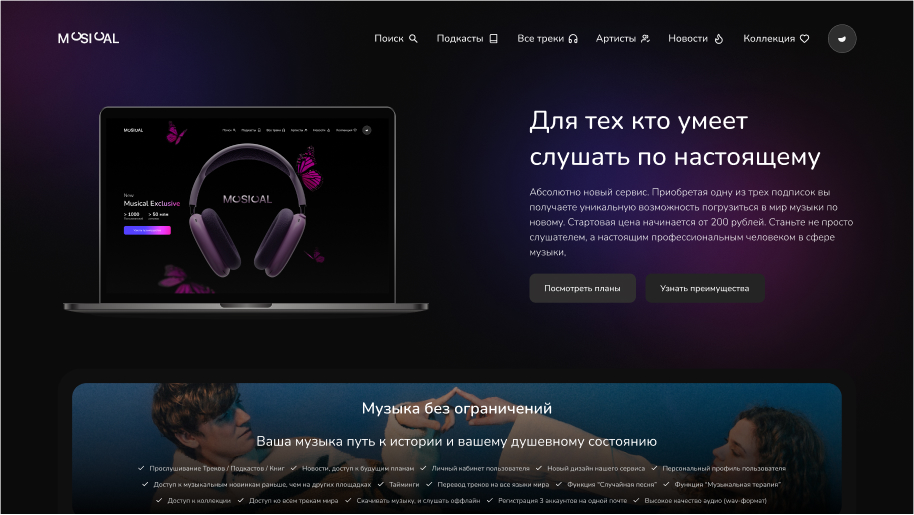 MUSICAL
Поиск Подкасты Все треки Артисты Новости Коллекция
Для тех кто умеет
слушать по настоящему
Абсолютно новый сервис. Приобретая одну из трех подписок вы
получаете уникальную возможность погрузиться в мир музыки по
новому. Стартовая цена начинается от 200 рублей. Станьте не просто
слушателем, а настоящим профессиональным человеком в сфере
музыки.
Посмотреть планы Узнать преимущества
MUSICAL
Поиск Подкасты Все треки Артисты Новости Коллекция
MUSICAL
New
Musical Exclusive
> 1000 > 50 млн
Музыка без ограничений
Ваша музыка путь к истории и вашему душевному состоянию
Прослушивание Треков / Подкастов / Книг Новости, доступ к будущим планам Личный кабинет пользователя Новый дизайн нашего сервиса Персональный профиль пользователя
Доступ к музыкальным новинкам раньше, чем на других площадках Тайминги Перевод треков на все языки мира Функция "Случайная песня" Функция "Музыкальная терапия"
Доступ к коллекции Доступ ко всем трекам мира Скачивать музыку, и слушать оффлайн Регистрация 3 аккаунтов на одной почте Высокое качество аудио (wav-формат)